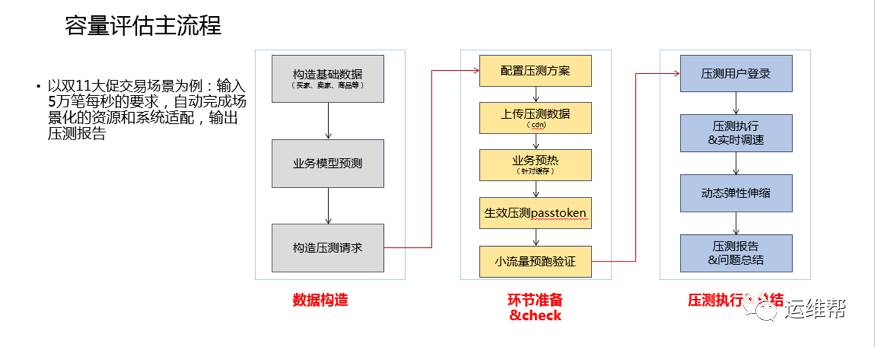 容量评估主流程
• 以双11大促交易场景为例：输入
5万笔每秒的要求，自动完成场
景化的资源和系统适配，输出
压测报告
构造基础数据
（买家、卖家、商品等）
业务模型预测
构造压测请求
数据构造
配置压测方案
上传压测数据
（cdn）
业务预热
（针对缓存）
生效压测passtoken
小流量预跑验证
环节准备
&check
压测用户登录
压测执行
&实时调速
动态弹性伸缩
压测报告
&问题总结
压测执行 结
运维帮